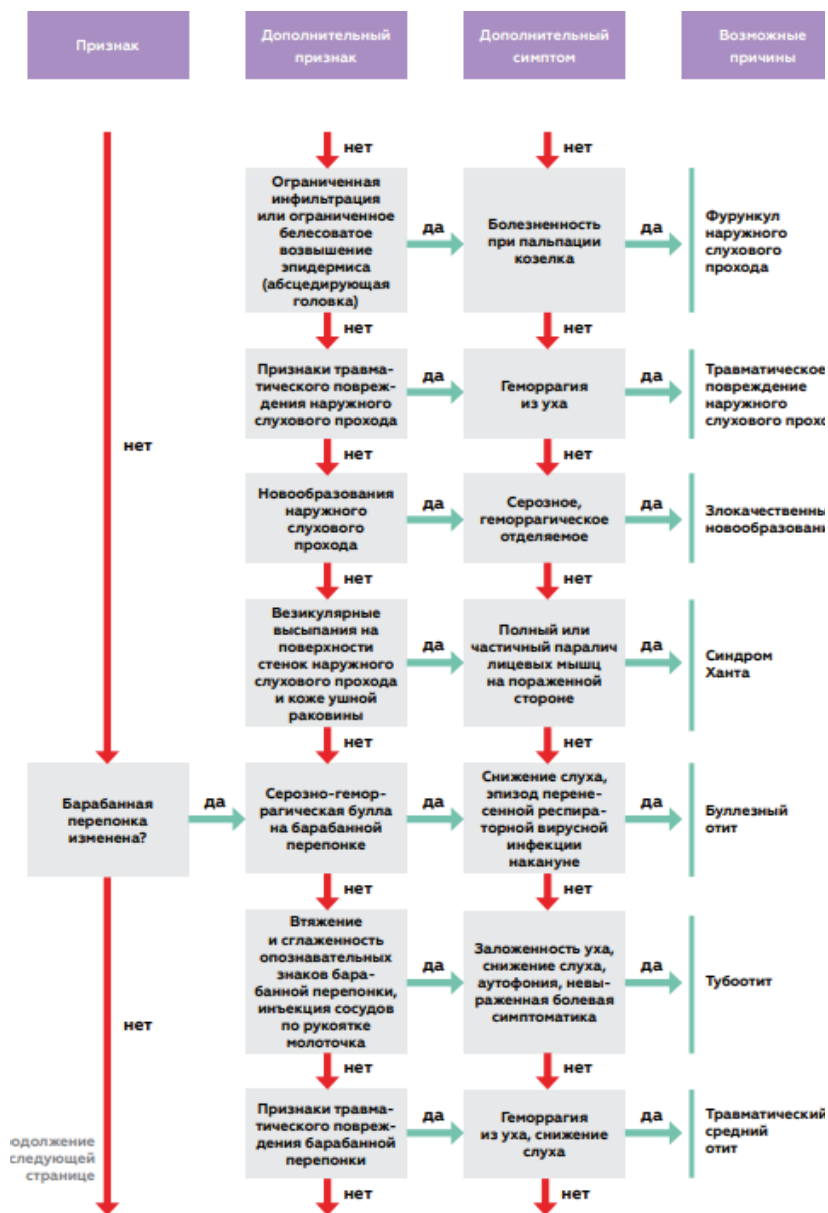 Признак
Дополнительный
признак
Дополнительный
симптом
Возможные
причины
нет
нет
Ограниченная
инфильтрация
или ограниченное
белесоватое
возвышение
эпидермиса
(абсцедирующая
головка)
да
Болезненность
при пальпации
козелка
да
Фурункул
наружного
слухового
прохода
нет
нет
Признаки травма-
тического повреж-
дения наружного
слухового прохода
да
Геморрагия
из уха
да
Травматическое
повреждение
наружного
слухового прохо
нет
нет
нет
Новообразования
наружного
слухового
прохода
да
Серозное,
геморрагическое
отделяемое
да
Злокачественны
новообразовани
нет
нет
Везикулярные
высыпания на
поверхности
стенок наружного
слухового прохода
и коже ушной
раковины
да
Полный или
частичный паралич
лицевых мышц
на пораженной
стороне
да
Синдром
Ханта
нет
нет
Барабанная
перепонка
изменена?
да
Серозно-гемор-
рагическая булла
на барабанной
перепонке
да
Снижение слуха,
эпизод перене-
сенной респира-
торной вирусной
инфекции
накануне
да
Буллезный
отит
нет
нет
нет
Втяжение
и сглаженность
опознавательных
знаков бара-
банной перепонки,
инъекция сосудов
по рукоятке
молоточка
да
Заложенность уха,
снижение слуха,
аутофония, невы-
раженная болевая
симптоматика
да
Тубоотит
нет
нет
Признаки травма-
тического повреж-
дения барабанной
перепонки
да
Геморрагия
из уха, снижение
слуха
да
Травматический
средний
отит
одолжение
следующей
странице
нет
нет